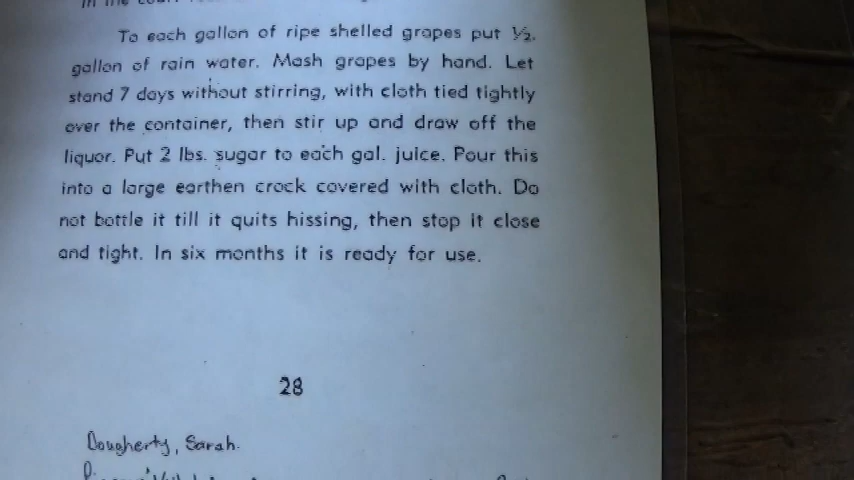 To each gallon of ripe shelled grapes put ½
gallon of rain water. Mash grapes by hand. Let
stand 7 days without stirring, with cloth tied tightly
over the container, then stir up and draw off the
liquor. Put 2 lbs. sugar to each gal. juice. Pour this
into a large earthen crock covered with cloth. Do
not bottle it till it quits hissing, then stop it close
and tight. In six months it is ready for use.
28
Dougherty, Sarah.